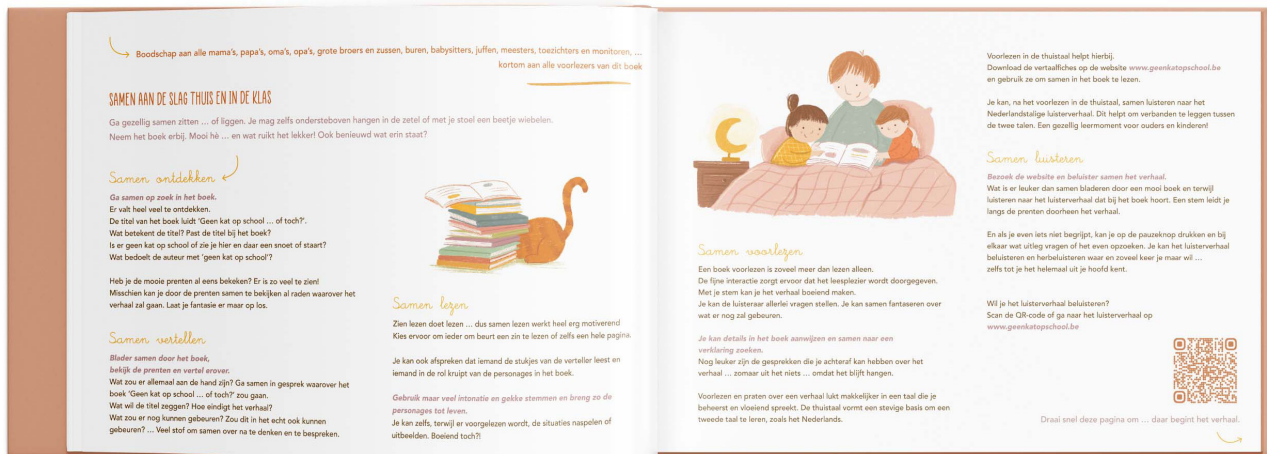 Boodschap aan alle mama's, papa's, oma's, opa's, grote broers en zussen, buren, babysitters, juffen, meesters, toezichters en monitoren, ...
kortom aan alle voorlezers van dit boek
SAMEN AAN DE SLAG THUIS EN IN DE KLAS
Ga gezellig samen zitten ... of liggen. Je mag zelfs ondersteboven hangen in de zetel of met je stoel een beetje wiebelen.
Neem het boek erbij. Mooi hè ... en wat ruikt het lekker! Ook benieuwd wat erin staat?
Samen ontdekken
Ga samen op zoek in het boek.
Er valt heel veel te ontdekken.
De titel van het boek luidt 'Geen kat op school ... of toch?'.
Wat betekent de titel? Past de titel bij het boek?
Is er geen kat op school of zie je hier en daar een snoet of staart?
Wat bedoelt de auteur met 'geen kat op school'?
Heb je de mooie prenten al eens bekeken? Er is zo veel te zien!
Misschien kan je door de prenten samen te bekijken al raden waarover het
verhaal zal gaan. Laat je fantasie er maar op los.
Samen vertellen
Blader samen door het boek,
bekijk de prenten en vertel erover.
Wat zou er allemaal aan de hand zijn? Ga samen in gesprek waarover het
boek 'Geen kat op school ... of toch?' zou gaan.
Wat wil de titel zeggen? Hoe eindigt het verhaal?
Wat zou er nog kunnen gebeuren? Zou dit in het echt ook kunnen
gebeuren? ... Veel stof om samen over na te denken en te bespreken.
Samen lezen
Zien lezen doet lezen ... dus samen lezen werkt heel erg motiverend
Kies ervoor om ieder om beurt een zin te lezen of zelfs een hele pagina.
Je kan ook afspreken dat iemand de stukjes van de verteller leest en
iemand in de rol kruipt van de personages in het boek.
Gebruik maar veel intonatie en gekke stemmen en breng zo de
personages tot leven.
Je kan zelfs, terwijl er voorgelezen wordt, de situaties naspelen of
uitbeelden. Boeiend toch?!
Samen voorlezen
Een boek voorlezen is zoveel meer dan lezen alleen.
De fijne interactie zorgt ervoor dat het leesplezier wordt doorgegeven.
Met je stem kan je het verhaal boeiend maken.
Je kan de luisteraar allerlei vragen stellen. Je kan samen fantaseren over
wat er nog zal gebeuren.
Je kan details in het boek aanwijzen en samen naar een
verklaring zoeken.
Nog leuker zijn de gesprekken die je achteraf kan hebben over het
verhaal ... zomaar uit het niets ... omdat het blijft hangen.
Voorlezen en praten over een verhaal lukt makkelijker in een taal die je
beheerst en vloeiend spreekt. De thuistaal vormt een stevige basis om een
tweede taal te leren, zoals het Nederlands.
Voorlezen in de thuistaal helpt hierbij.
Download de vertaalfiches op de website www.geenkatopschool.be
en gebruik ze om samen in het boek te lezen.
Je kan, na het voorlezen in de thuistaal, samen luisteren naar het
Nederlandstalige luisterverhaal. Dit helpt om verbanden te leggen tussen
de twee talen. Een gezellig leermoment voor ouders en kinderen!
Samen luisteren
Bezoek de website en beluister samen het verhaal.
Wat is er leuker dan samen bladeren door een mooi boek en terwijl
luisteren naar het luisterverhaal dat bij het boek hoort. Een stem leidt je
langs de prenten doorheen het verhaal.
En als je even iets niet begrijpt, kan je op de pauzeknop drukken en bij
elkaar wat uitleg vragen of het even opzoeken. Je kan het luisterverhaal
beluisteren en herbeluisteren waar en zoveel keer je maar wil ...
zelfs tot je het helemaal uit je hoofd kent.
Wil je het luisterverhaal beluisteren?
Scan de QR-code of ga naar het luisterverhaal op
www.geenkatopschool.be
Draai snel deze pagina om ... daar begint het verhaal.